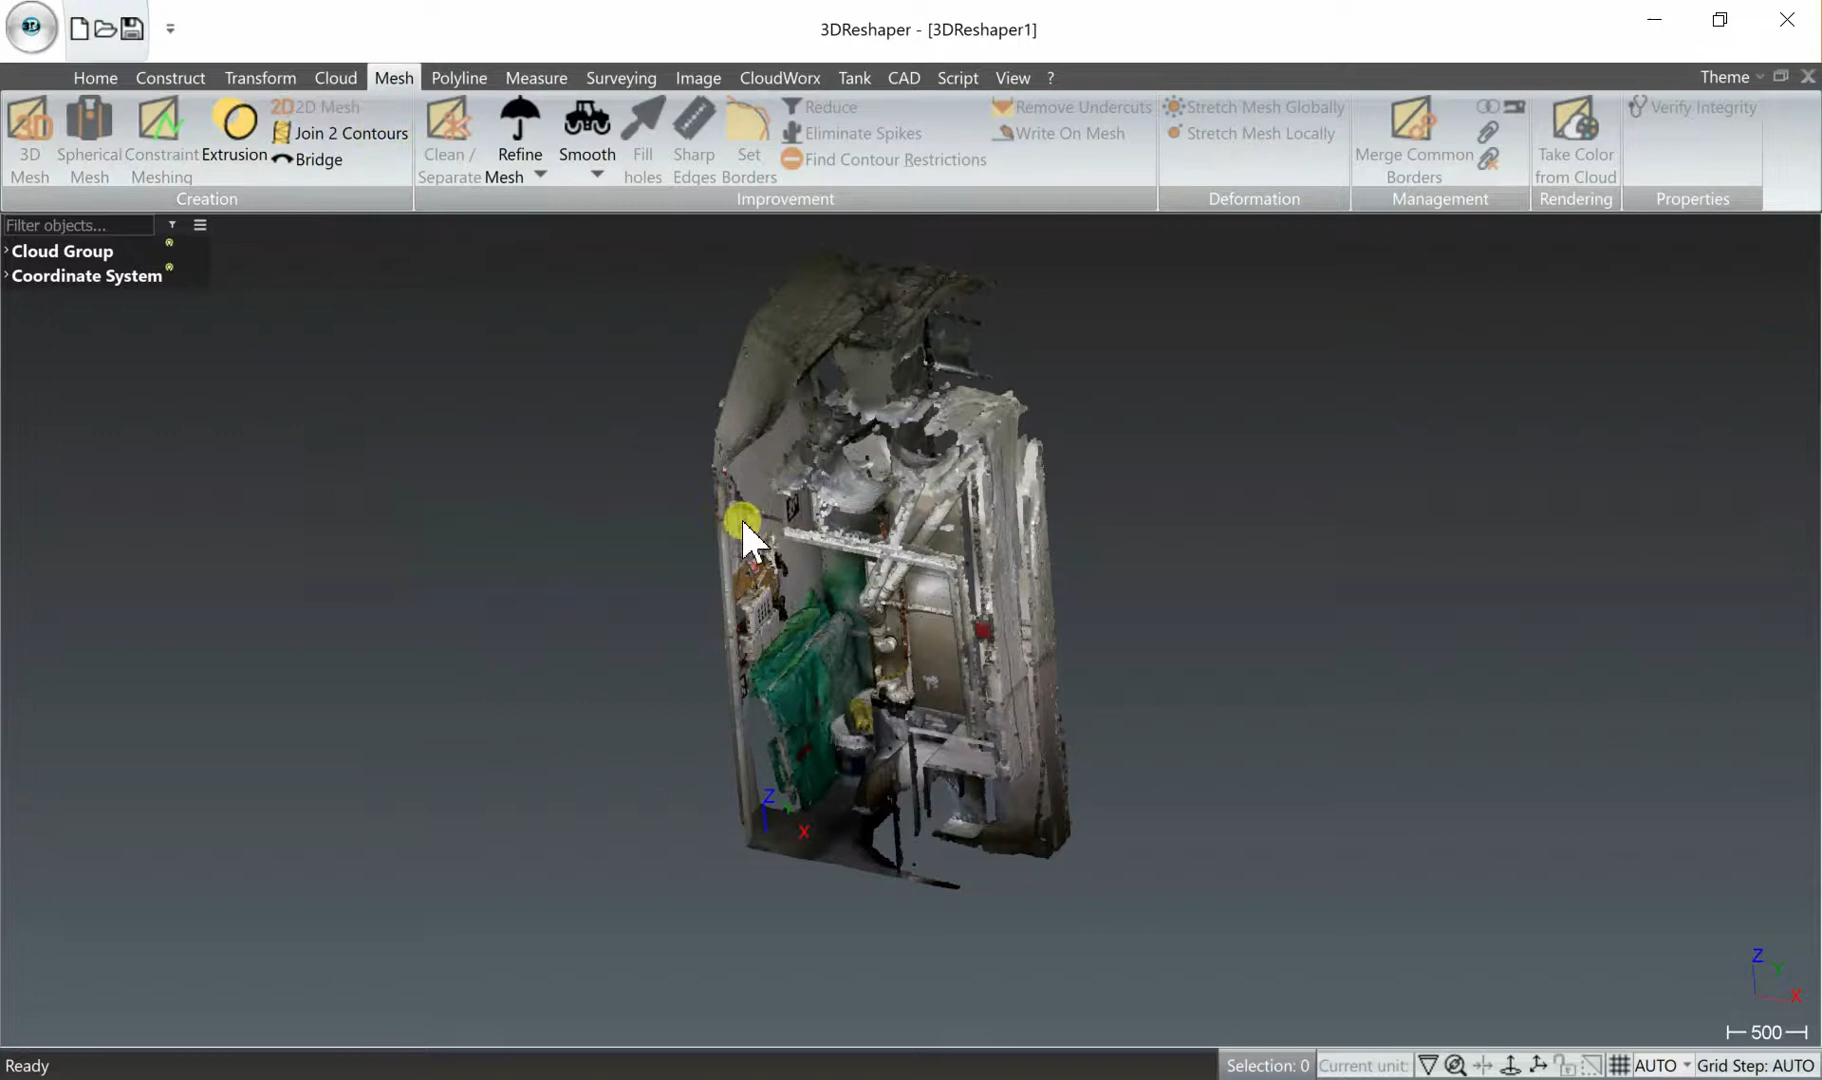 3DReshaper - [3DReshaper1]
Home Construct Transform Cloud Mesh Polyline Measure Surveying Image CloudWorx Tank CAD Script View ? Theme
3D Mesh
Spherical Mesh
Constraint Meshing
Extrusion
2D 2D Mesh
Join 2 Contours
Bridge
Creation
Clean / Separate
Refine Mesh
Smooth
Fill holes
Sharp Edges
Set Borders
Reduce
Eliminate Spikes
Find Contour Restrictions
Remove Undercuts
Write On Mesh
Improvement
Stretch Mesh Globally
Stretch Mesh Locally
Deformation
Merge Common Borders
Management
Take Color from Cloud
Rendering
Verify Integrity
Properties
Filter objects...
Cloud Group
Coordinate System
Z
X
Z
Y
X
500
Ready
Selection: 0 Current unit: AUTO Grid Step: AUTO